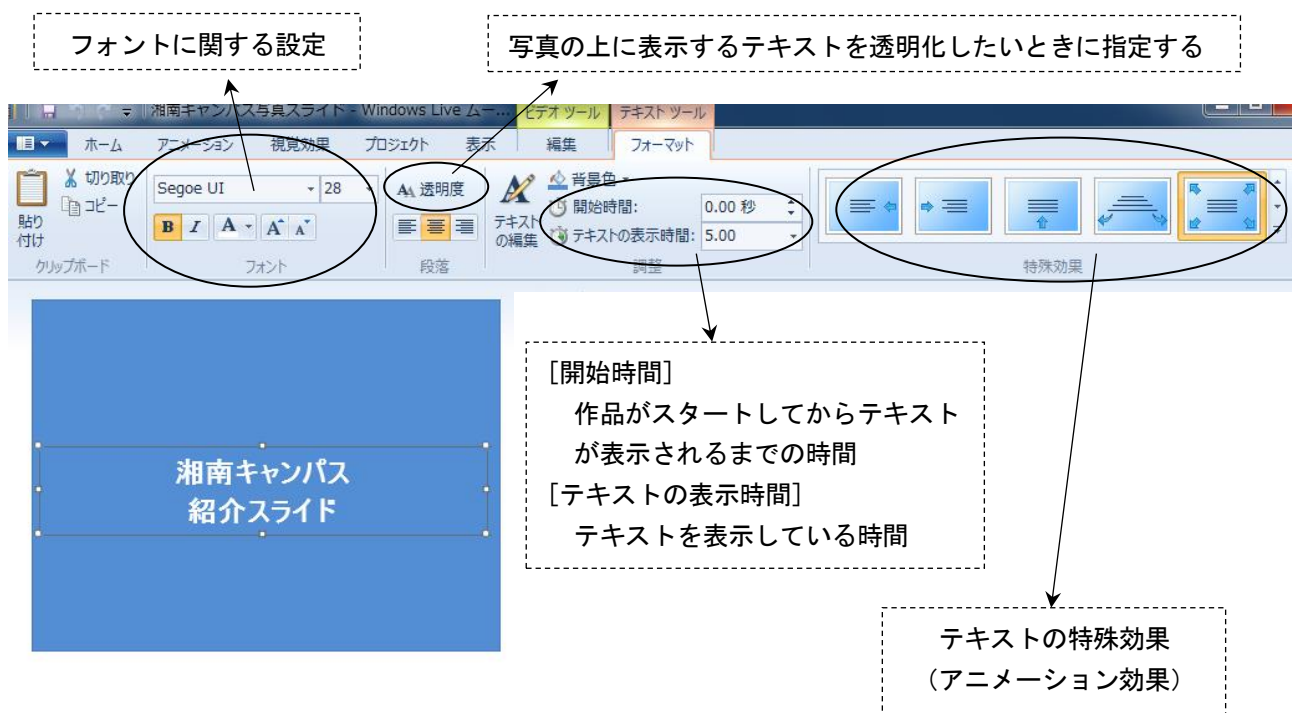 フォントに関する設定
写真の上に表示するテキストを透明化したいときに指定する
湘南キャンパス写真スライド - Windows Live ムー...
ビデオ ツール
テキスト ツール
ホーム
アニメーション
視覚効果
プロジェクト
表示
編集
フォーマット
貼り
付け
切り取り
コピー
クリップボード
Segoe UI
28
B I A A A
フォント
透明度
段落
テキスト
の編集
背景色
開始時間: 0.00 秒
テキストの表示時間: 5.00
調整
特殊効果
湘南キャンパス
紹介スライド
[開始時間]
作品がスタートしてからテキスト
が表示されるまでの時間
[テキストの表示時間]
テキストを表示している時間
テキストの特殊効果
(アニメーション効果)